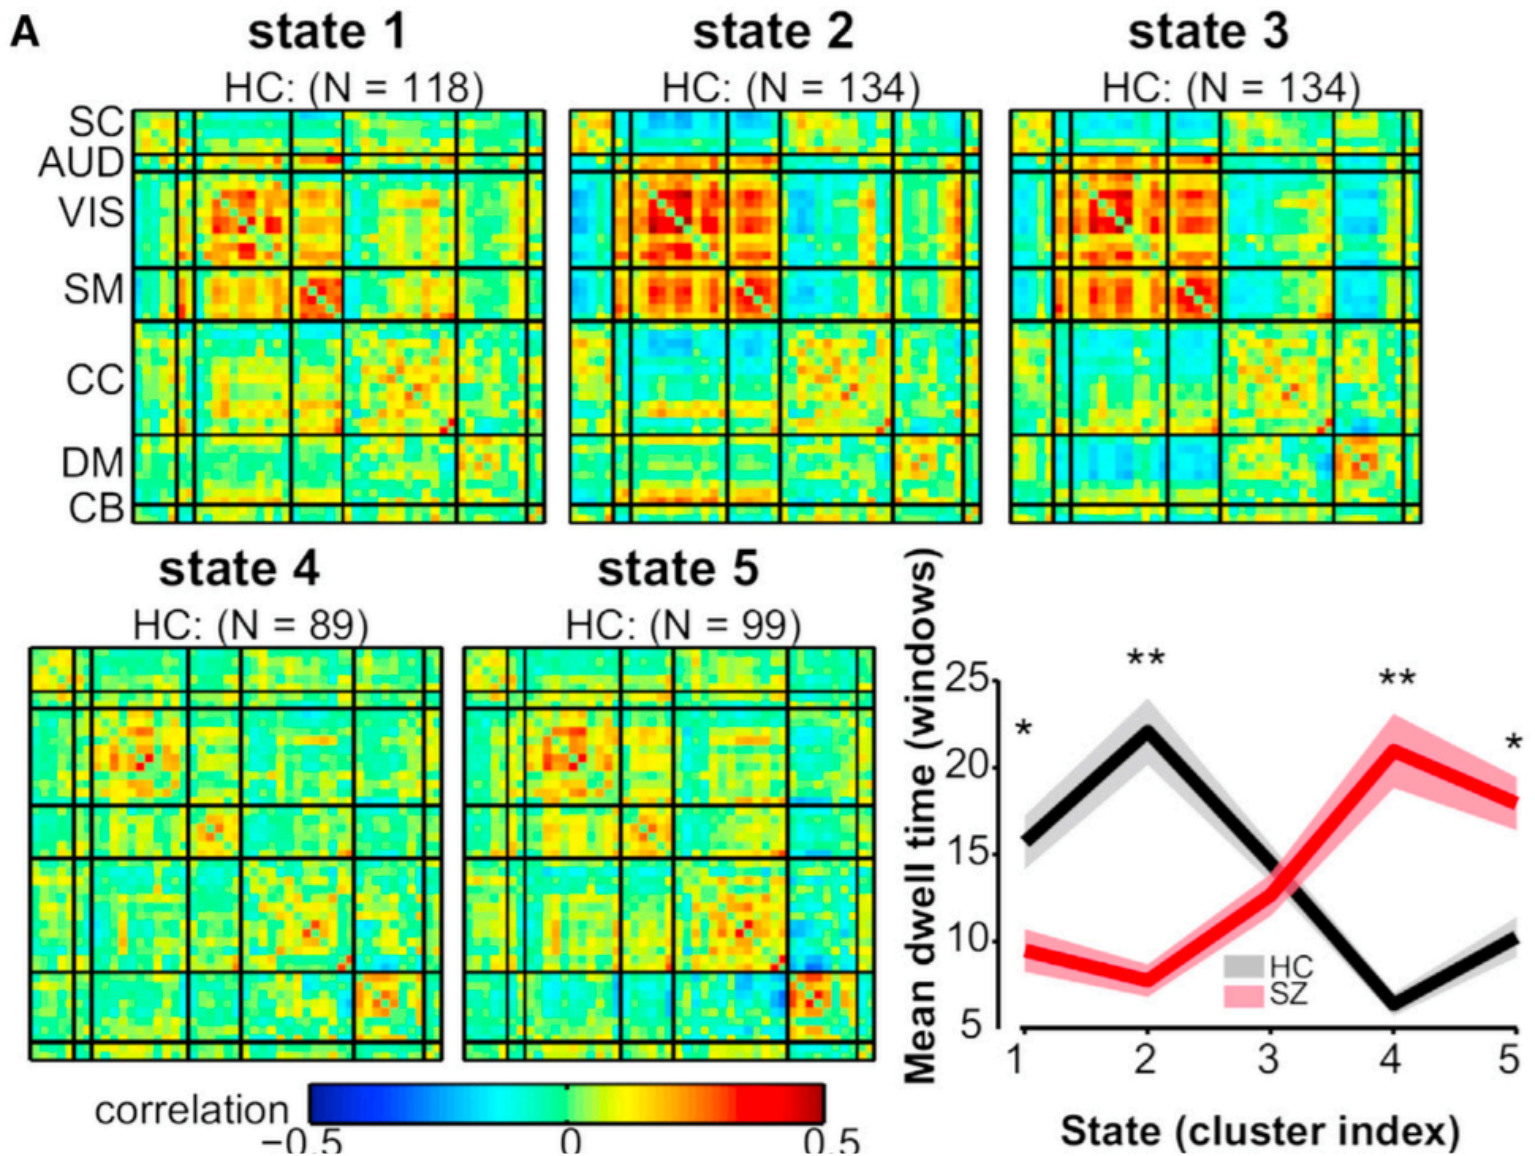 A
state 1
state 2
state 3
HC: (N = 118)
HC: (N = 134)
HC: (N = 134)
SC
AUD
VIS
SM
CC
DM
CB
state 4
state 5
HC: (N = 89)
HC: (N = 99)
correlation
−0.5
0
0.5
Mean dwell time (windows)
25
20
15
10
5
*
**
**
*
HC
SZ
1
2
3
4
5
State (cluster index)